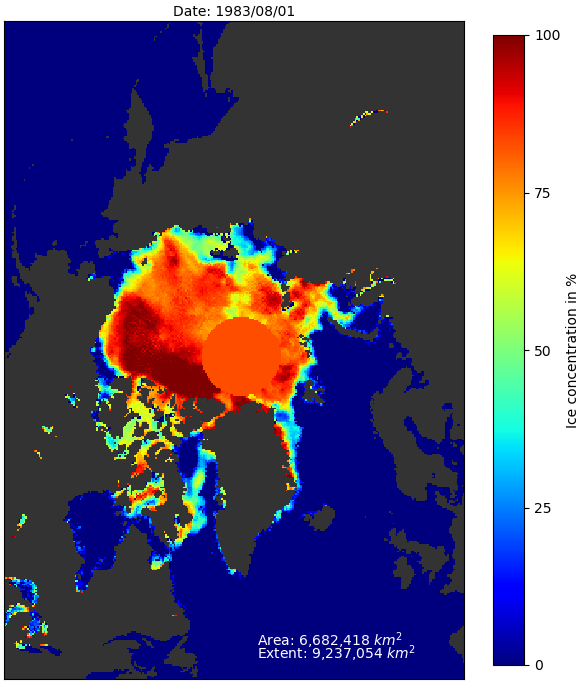 Date: 1983/08/01
100
75
50
25
0
Ice concentration in %
Area: 6,682,418 km²
Extent: 9,237,054 km²